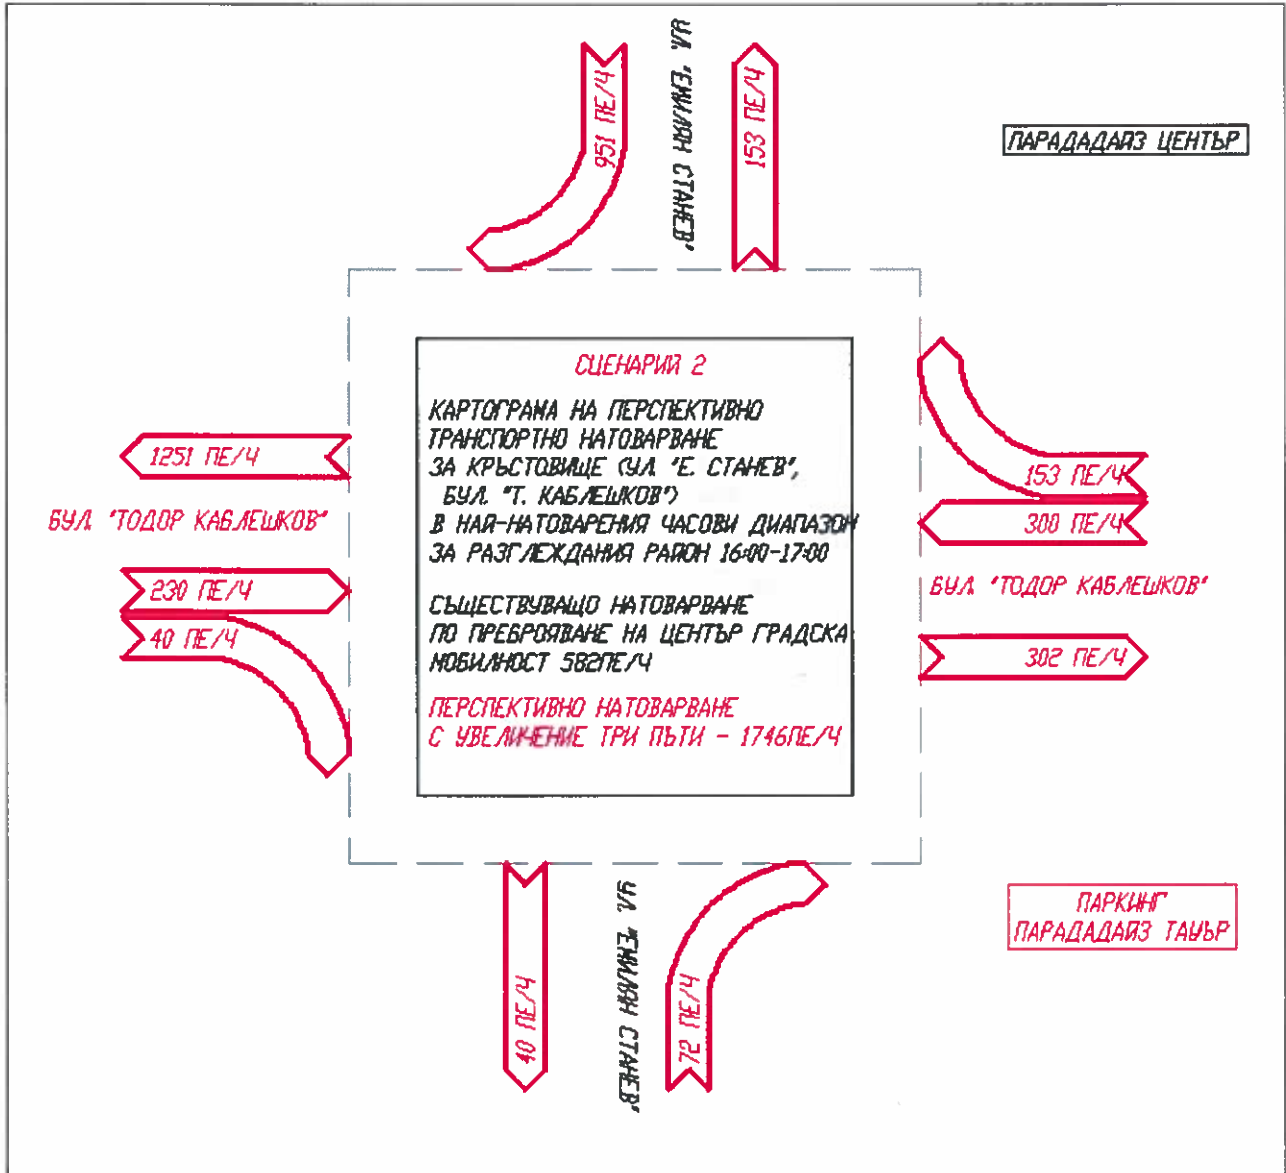 УЛ. "ЕМИЛИЯН СТАНЕВ"
951 ПЕ/Ч
153 ПЕ/Ч
ПАРАДАДАЙЗ ЦЕНТЪР
СЦЕНАРИЙ 2
КАРТОГРАМА НА ПЕРСПЕКТИВНО
ТРАНСПОРТНО НАТОВАРВАНЕ
ЗА КРЪСТОВИЩЕ (УЛ. "Е. СТАНЕВ",
БУЛ. "Т. КАБЛЕШКОВ")
В НАЙ-НАТОВАРЕНИЯ ЧАСОВИ ДИАПАЗОН
ЗА РАЗГЛЕЖДАНИЯ РАЙОН 16:00-17:00
СЪЩЕСТВУВАЩО НАТОВАРВАНЕ
ПО ПРЕБРОЯВАНЕ НА ЦЕНТЪР ГРАДСКА
МОБИЛНОСТ 582ПЕ/Ч
ПЕРСПЕКТИВНО НАТОВАРВАНЕ
С УВЕЛИЧЕНИЕ ТРИ ПЪТИ - 1746ПЕ/Ч
1251 ПЕ/Ч
БУЛ. "ТОДОР КАБЛЕШКОВ"
230 ПЕ/Ч
40 ПЕ/Ч
153 ПЕ/Ч
300 ПЕ/Ч
БУЛ. "ТОДОР КАБЛЕШКОВ"
302 ПЕ/Ч
40 ПЕ/Ч
УЛ. "ЕМИЛИЯН СТАНЕВ"
72 ПЕ/Ч
ПАРКИНГ
ПАРАДАДАЙЗ ТАУЪР